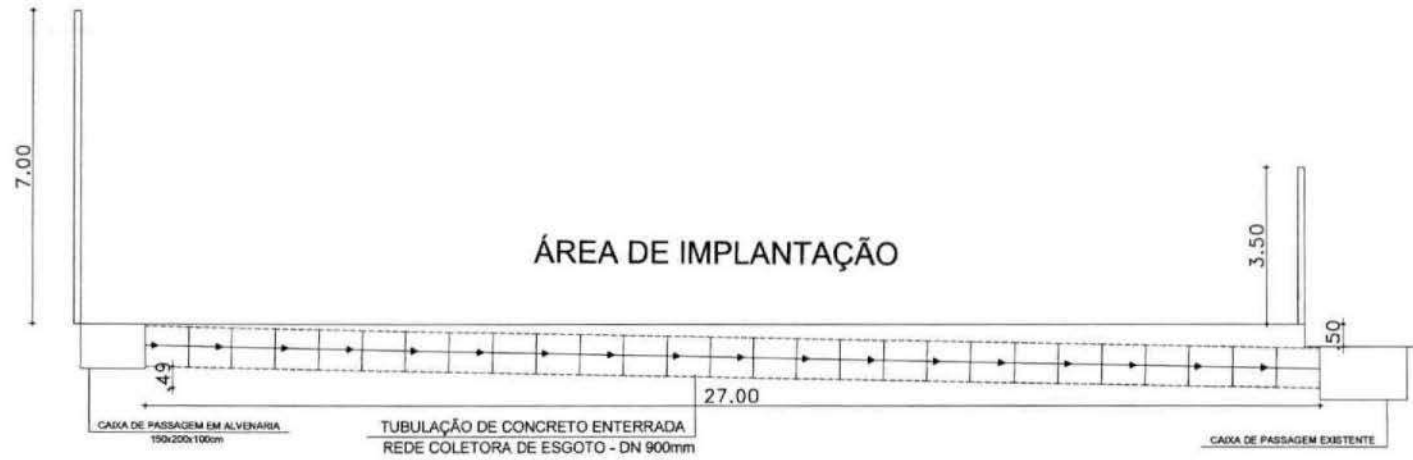 7.00
ÁREA DE IMPLANTAÇÃO
3.50
.50
.49
27.00
CAIXA DE PASSAGEM EM ALVENARIA
150x200x100cm
TUBULAÇÃO DE CONCRETO ENTERRADA
REDE COLETORA DE ESGOTO - DN 900mm
CAIXA DE PASSAGEM EXISTENTE